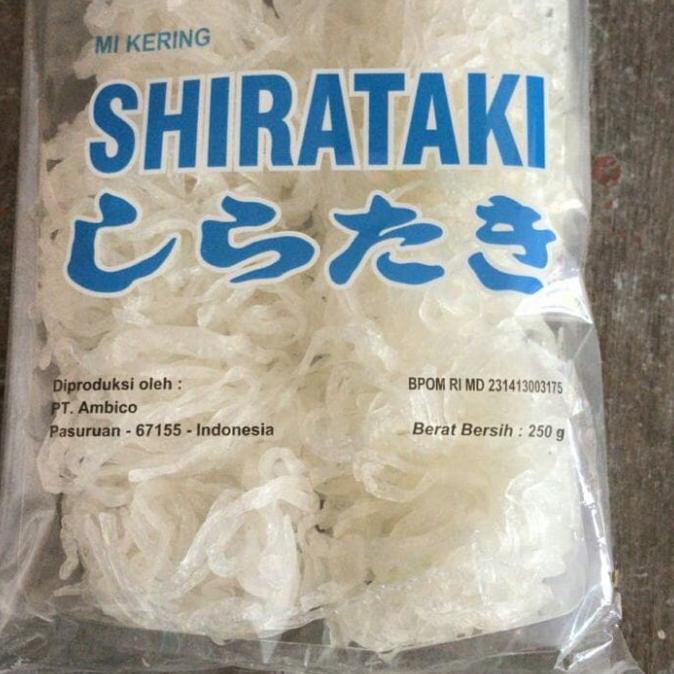 MI KERING
SHIRATAKI
しらたき
Diproduksi oleh :
PT. Ambico
Pasuruan - 67155 - Indonesia
BPOM RI MD 231413003175
Berat Bersih : 250 g